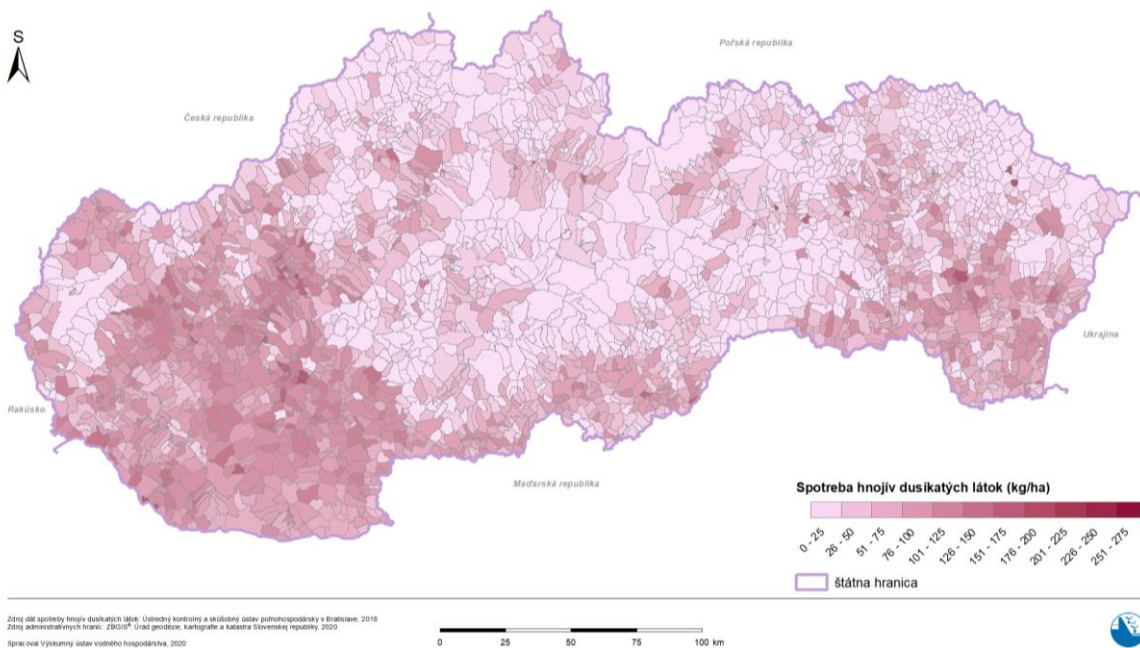 S
Poľská republika
Česká republika
Ukrajina
Rakúsko
Maďarská republika
Spotreba hnojív dusíkatých látok (kg/ha)
0 - 25
26 - 50
51 - 75
76 - 100
101 - 125
126 - 150
151 - 175
176 - 200
201 - 225
226 - 250
251 - 275
štátna hranica
Zdroj dát spotreby hnojív dusíkatých látok: Ústredný kontrolný a skúšobný ústav poľnohospodársky v Bratislave, 2018
Zdroj administratívnych hraníc: ZBGIS®, Úrad geodézie, kartografie a katastra Slovenskej republiky, 2020
Spracoval Výskumný ústav vodného hospodárstva, 2020
0 25 50 75 100 km